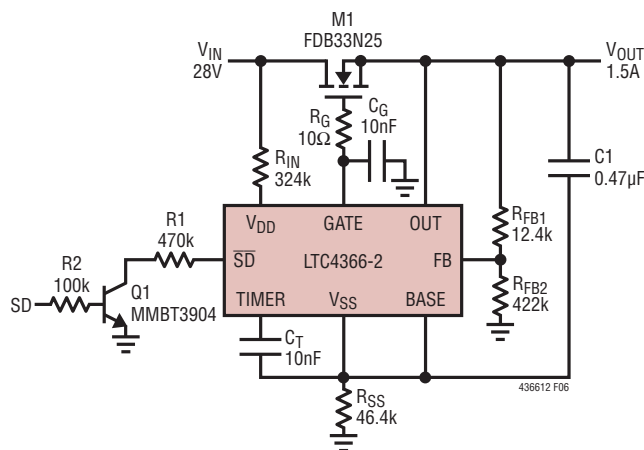 M1
FDB33N25
VIN
28V
VOUT
1.5A
RG
10Ω
CG
10nF
RIN
324k
C1
0.47µF
RFB1
12.4k
R1
470k
VDD
GATE
OUT
SD
LTC4366-2
FB
R2
100k
SD
Q1
MMBT3904
TIMER
VSS
BASE
RFB2
422k
CT
10nF
RSS
46.4k
436612 F06